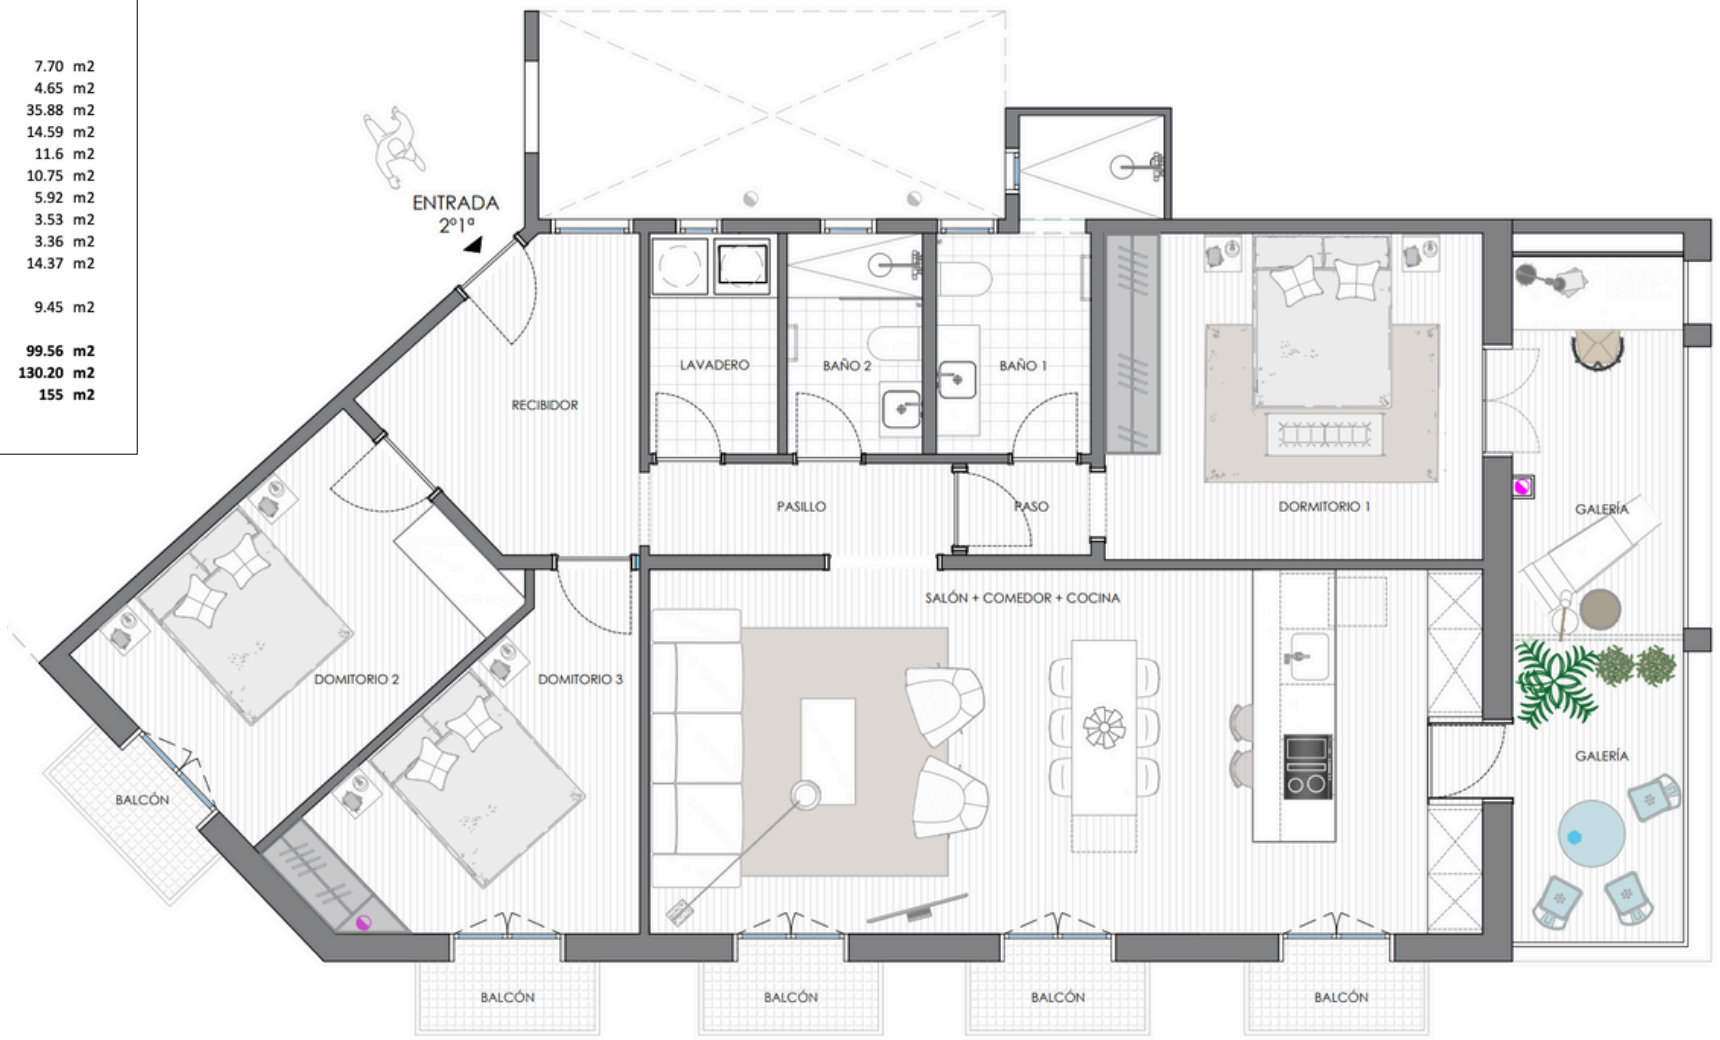 7.70 m2
4.65 m2
35.88 m2
14.59 m2
11.6 m2
10.75 m2
5.92 m2
3.53 m2
3.36 m2
14.37 m2
9.45 m2
99.56 m2
130.20 m2
155 m2
ENTRADA
2º1ª
LAVADERO
BAÑO 2
BAÑO 1
RECIBIDOR
PASILLO
PASO
DORMITORIO 1
GALERÍA
SALÓN + COMEDOR + COCINA
DOMITORIO 2
DOMITORIO 3
GALERÍA
BALCÓN
BALCÓN
BALCÓN
BALCÓN
BALCÓN